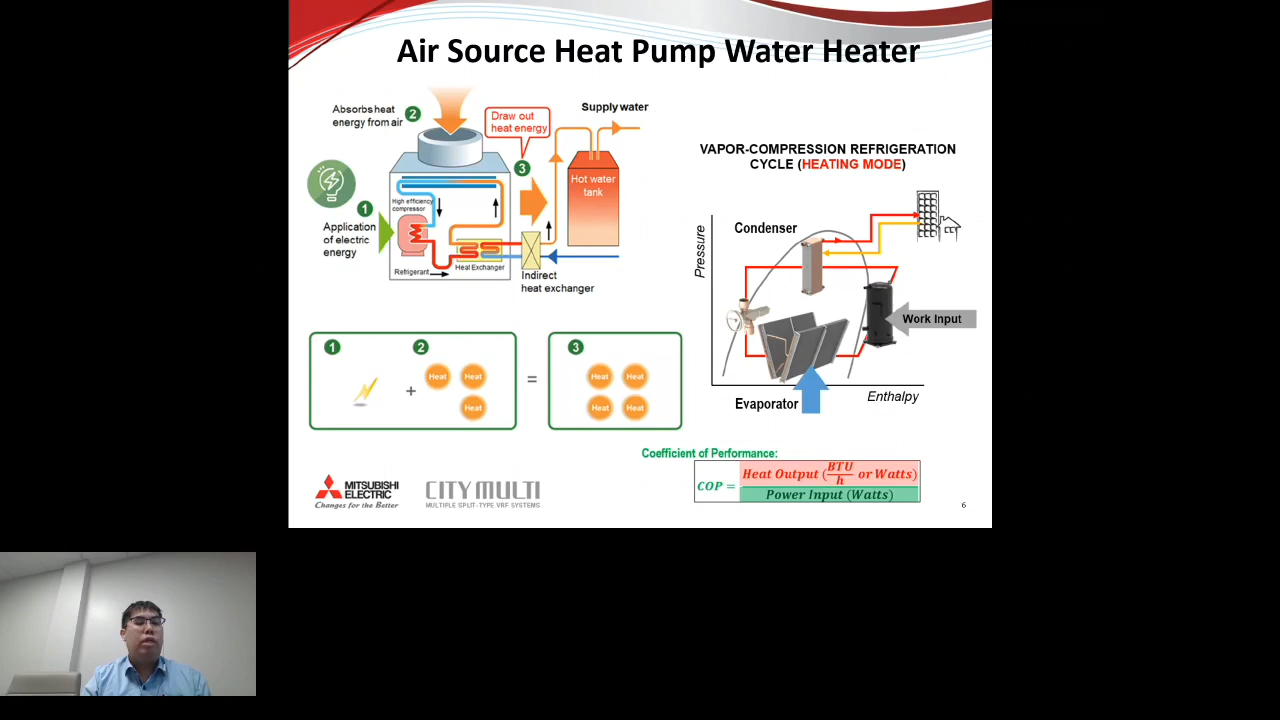 Air Source Heat Pump Water Heater
Absorbs heat
energy from air
2
Draw out
heat energy
3
Supply water
Hot water
tank
High efficiency
compressor
1
Application
of electric
energy
Refrigerant
Heat Exchanger
Indirect
heat exchanger
VAPOR-COMPRESSION REFRIGERATION
CYCLE (HEATING MODE)
Pressure
Condenser
Work Input
Evaporator
Enthalpy
1
2
Heat Heat
Heat
+
=
3
Heat Heat
Heat Heat
Coefficient of Performance:
COP = Heat Output (BTU/h or Watts) / Power Input (Watts)
MITSUBISHI
ELECTRIC
Changes for the Better
CITY MULTI
MULTIPLE SPLIT-TYPE VRF SYSTEMS
6